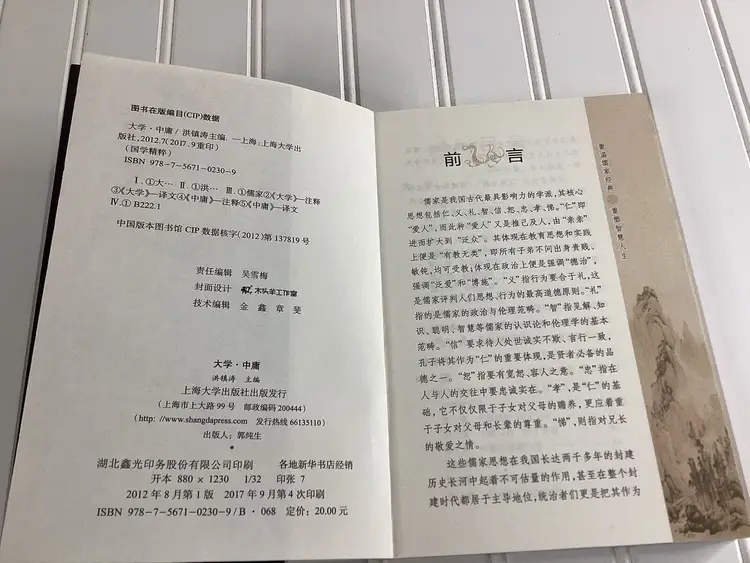 图书在版编目(CIP)数据
大学·中庸/洪镇涛主编. —上海:上海大学出
版社,2012.7(2017.9重印)
(国学精粹)
ISBN 978-7-5671-0230-9
Ⅰ.①大… Ⅱ.①洪… Ⅲ.①儒家②《大学》—注释
③《大学》—译文④《中庸》—注释⑤《中庸》—译文
Ⅳ.①B222.1
中国版本图书馆CIP数据核字(2012)第137819号
责任编辑 吴雪梅
封面设计 木头羊工作室
技术编辑 金鑫 章斐
大学·中庸
洪镇涛 主编
上海大学出版社出版发行
(上海市上大路99号 邮政编码200444)
(http://www.shangdapress.com 发行热线66135110)
出版人:郭纯生
*
湖北鑫光印务股份有限公司印刷 各地新华书店经销
开本 880×1230 1/32 印张 7
2012年8月第1版 2017年9月第4次印刷
ISBN 978-7-5671-0230-9/B·068 定价:20.00元
前言
儒家是我国古代最具影响力的学派,其核心
思想包括仁、义、礼、智、信、恕、忠、孝、悌。“仁”即
“爱人”,而此种“爱人”又是推己及人,由“亲亲”
进而扩大到“泛众”。其体现在教育思想和实践
上便是“有教无类”,即所有子弟不问出身贵贱、
敏钝,均可受教;体现在政治上便是强调“德治”,
强调“泛爱”和“博施”。“义”指行为要合于礼,这
是儒家评判人们思想、行为的最高道德原则。“礼”
指的是儒家的政治与伦理范畴。“智”指见解、知
识、聪明、智慧等儒家的认识论和伦理学的基本
范畴。“信”要求待人处世诚实不欺、言行一致,
孔子将其作为“仁”的重要体现,是贤者必备的品
德之一。“恕”指要有宽恕、容人之意。“忠”指在
人与人的交往中要忠诚实在。“孝”,是“仁”的基
础,它不仅仅限于子女对父母的赡养,更应着重
于子女对父母和长辈的尊重。“悌”,则指对兄长
的敬爱之情。
这些儒家思想在我国长达两千多年的封建
历史长河中起着不可估量的作用,甚至在整个封
建时代都居于主导地位,统治者们更是把其作为
重温儒家经典
重塑智慧人生